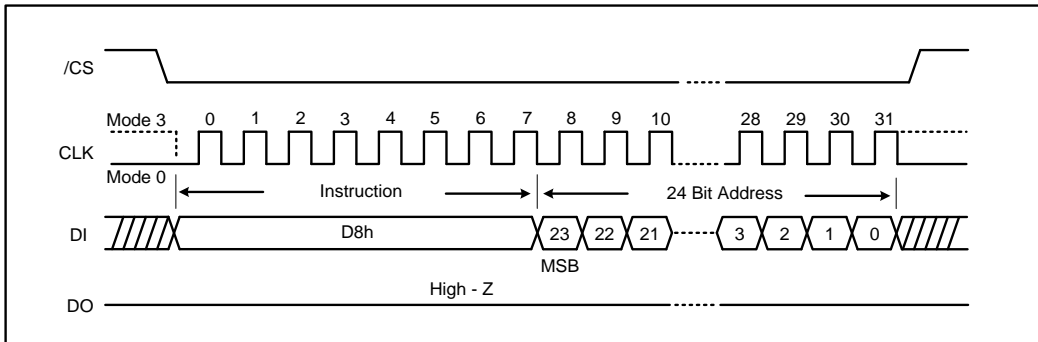 /CS
Mode 3 0 1 2 3 4 5 6 7 8 9 10 28 29 30 31
CLK
Mode 0
Instruction 24 Bit Address
DI D8h 23 22 21 3 2 1 0
MSB
High - Z
DO